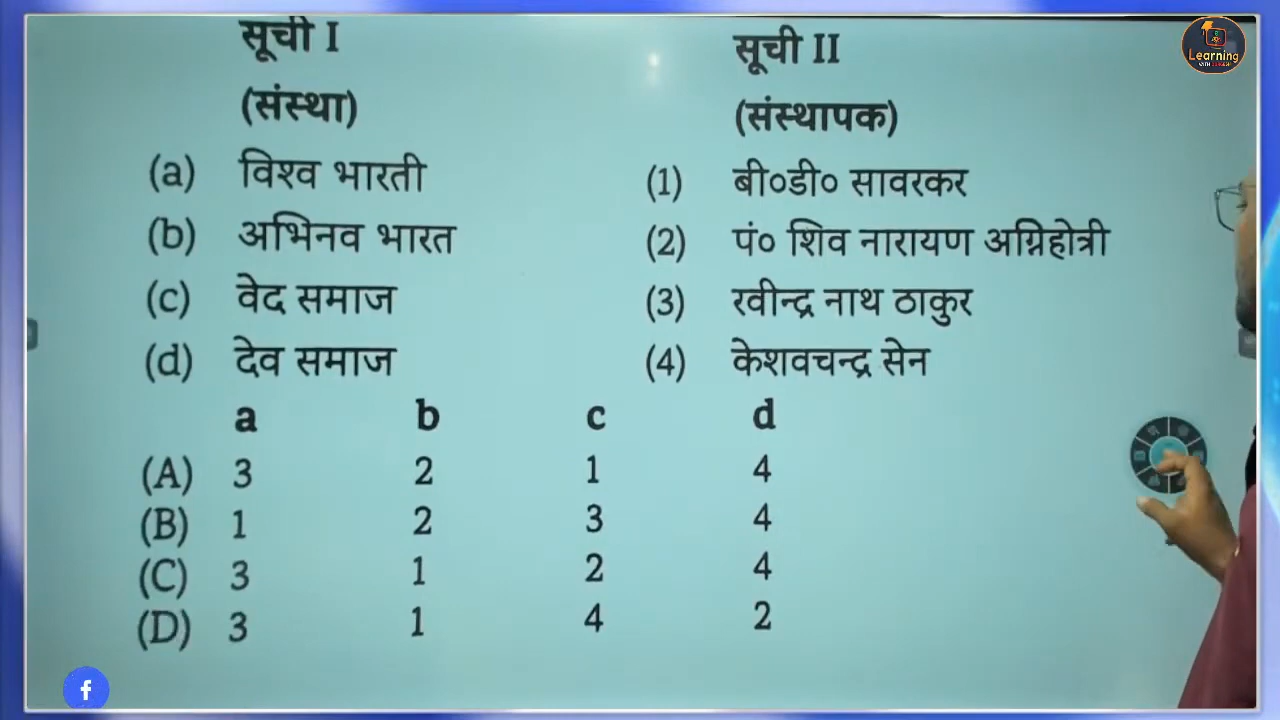 सूची I सूची II
(संस्था) (संस्थापक)
(a) विश्व भारती (1) बी०डी० सावरकर
(b) अभिनव भारत (2) पं० शिव नारायण अग्निहोत्री
(c) वेद समाज (3) रवीन्द्र नाथ ठाकुर
(d) देव समाज (4) केशवचन्द्र सेन
a b c d
(A) 3 2 1 4
(B) 1 2 3 4
(C) 3 1 2 4
(D) 3 1 4 2
Learning
f